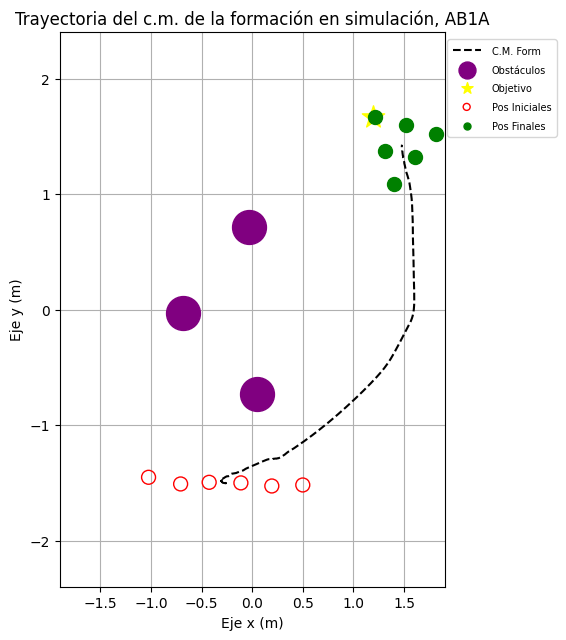 Trayectoria del c.m. de la formación en simulación, AB1A
C.M. Form
Obstáculos
Objetivo
Pos Iniciales
Pos Finales
Eje y (m)
2
1
0
−1
−2
−1.5
−1.0
−0.5
0.0
0.5
1.0
1.5
Eje x (m)